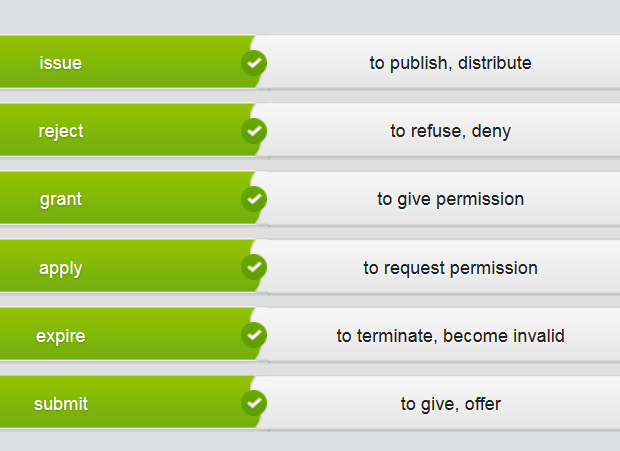 issue to publish, distribute
reject to refuse, deny
grant to give permission
apply to request permission
expire to terminate, become invalid
submit to give, offer